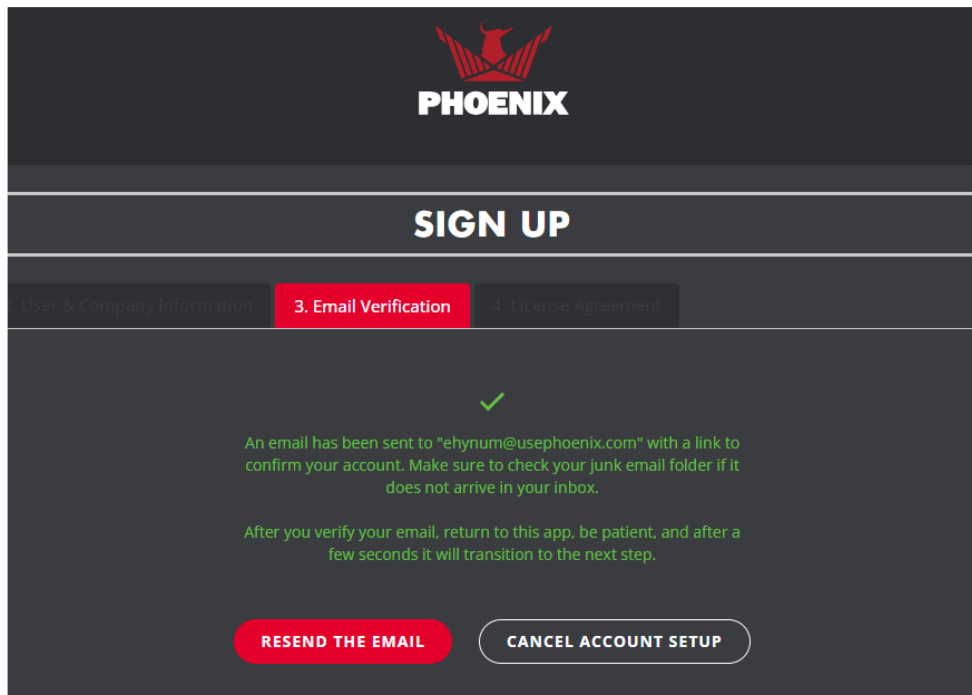 PHOENIX
SIGN UP
2. User & Company Information
3. Email Verification
4. License Agreement
An email has been sent to "ehynum@usephoenix.com" with a link to
confirm your account. Make sure to check your junk email folder if it
does not arrive in your inbox.
After you verify your email, return to this app, be patient, and after a
few seconds it will transition to the next step.
RESEND THE EMAIL
CANCEL ACCOUNT SETUP